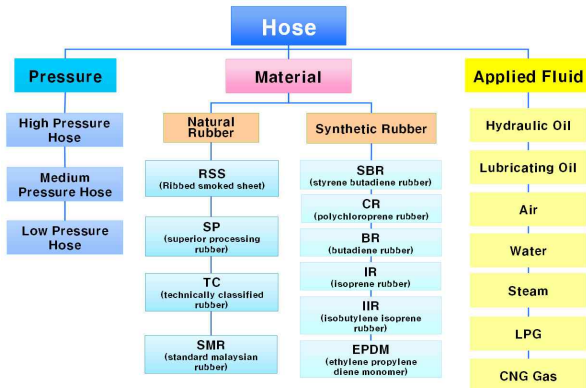 Hose
Pressure
High Pressure
Hose
Medium
Pressure Hose
Low Pressure
Hose
Material
Natural
Rubber
RSS
(Ribbed smoked sheet)
SP
(superior processing
rubber)
TC
(technically classified
rubber)
SMR
(standard malaysian
rubber)
Synthetic Rubber
SBR
(styrene butadiene rubber)
CR
(polychloroprene rubber)
BR
(butadiene rubber)
IR
(isoprene rubber)
IIR
(isobutylene isoprene
rubber)
EPDM
(ethylene propylene
diene monomer)
Applied Fluid
Hydraulic Oil
Lubricating Oil
Air
Water
Steam
LPG
CNG Gas